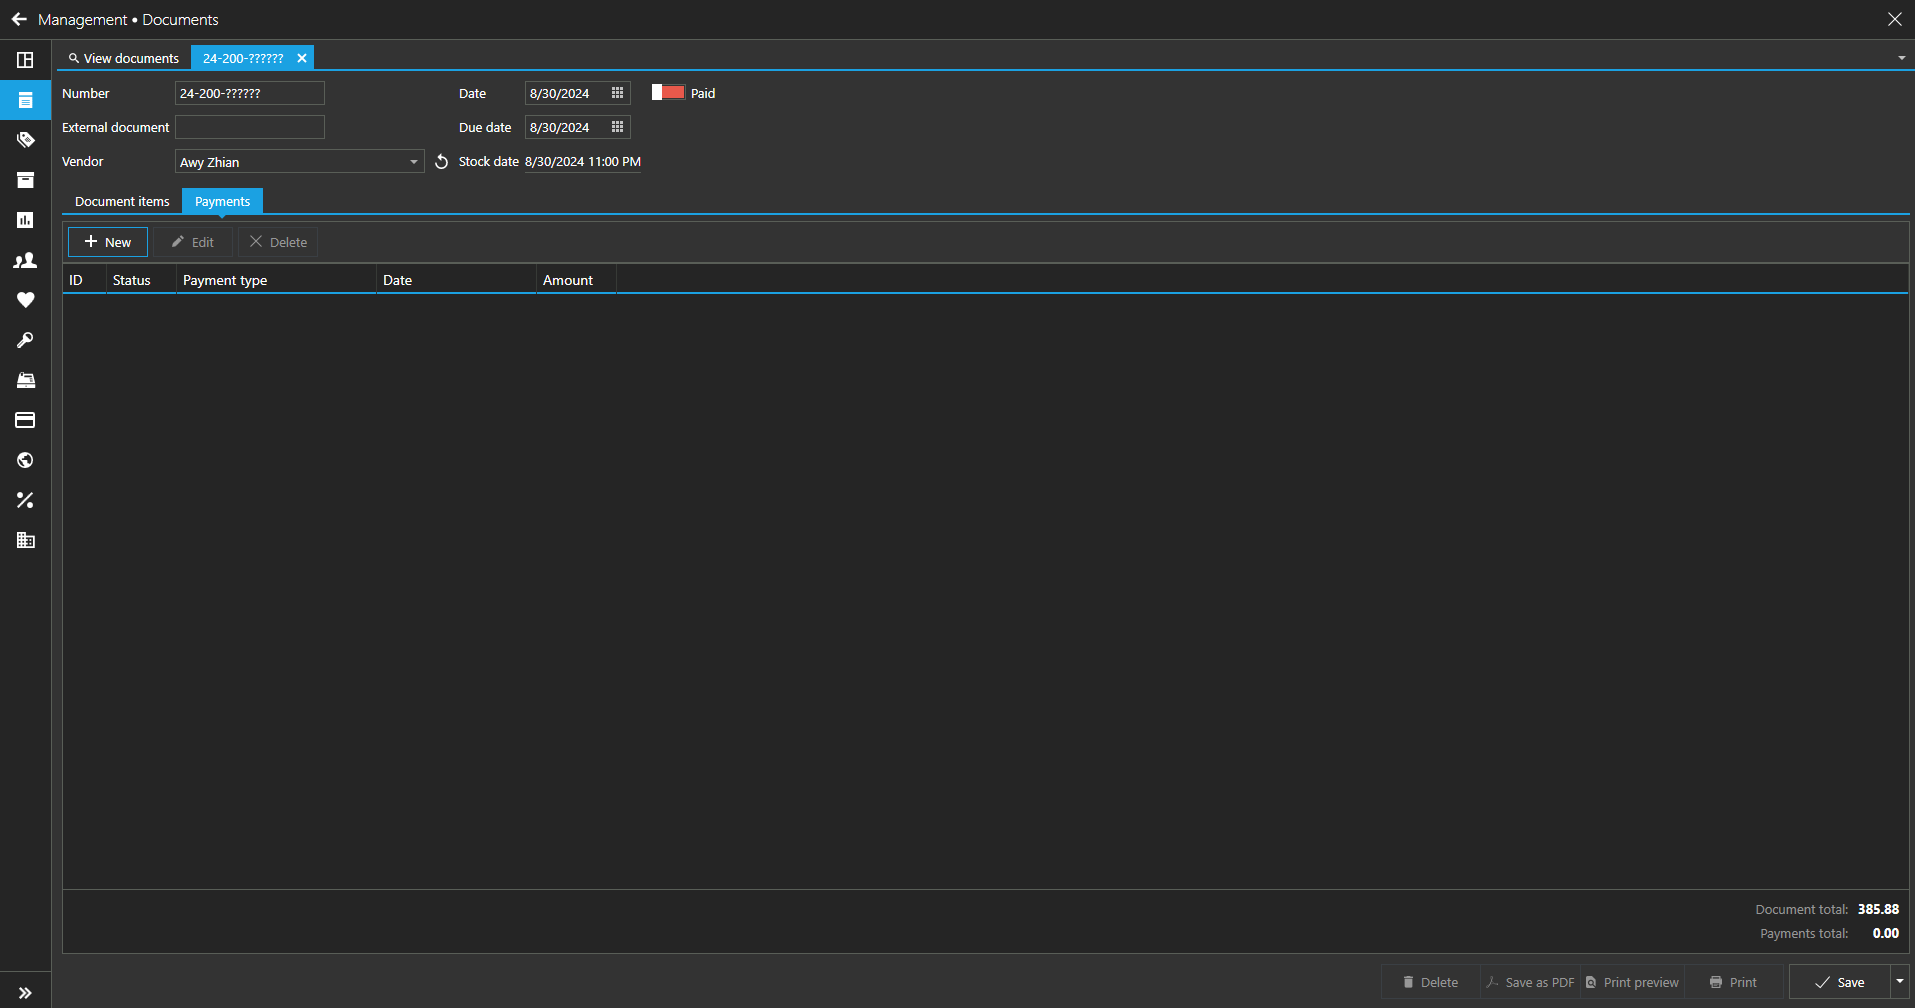 Management • Documents
View documents
24-200-??????
Number
24-200-??????
Date
8/30/2024
Paid
External document
Due date
8/30/2024
Vendor
Awy Zhian
Stock date
8/30/2024 11:00 PM
Document items
Payments
New
Edit
Delete
ID
Status
Payment type
Date
Amount
Document total: 385.88
Payments total: 0.00
Delete
Save as PDF
Print preview
Print
Save